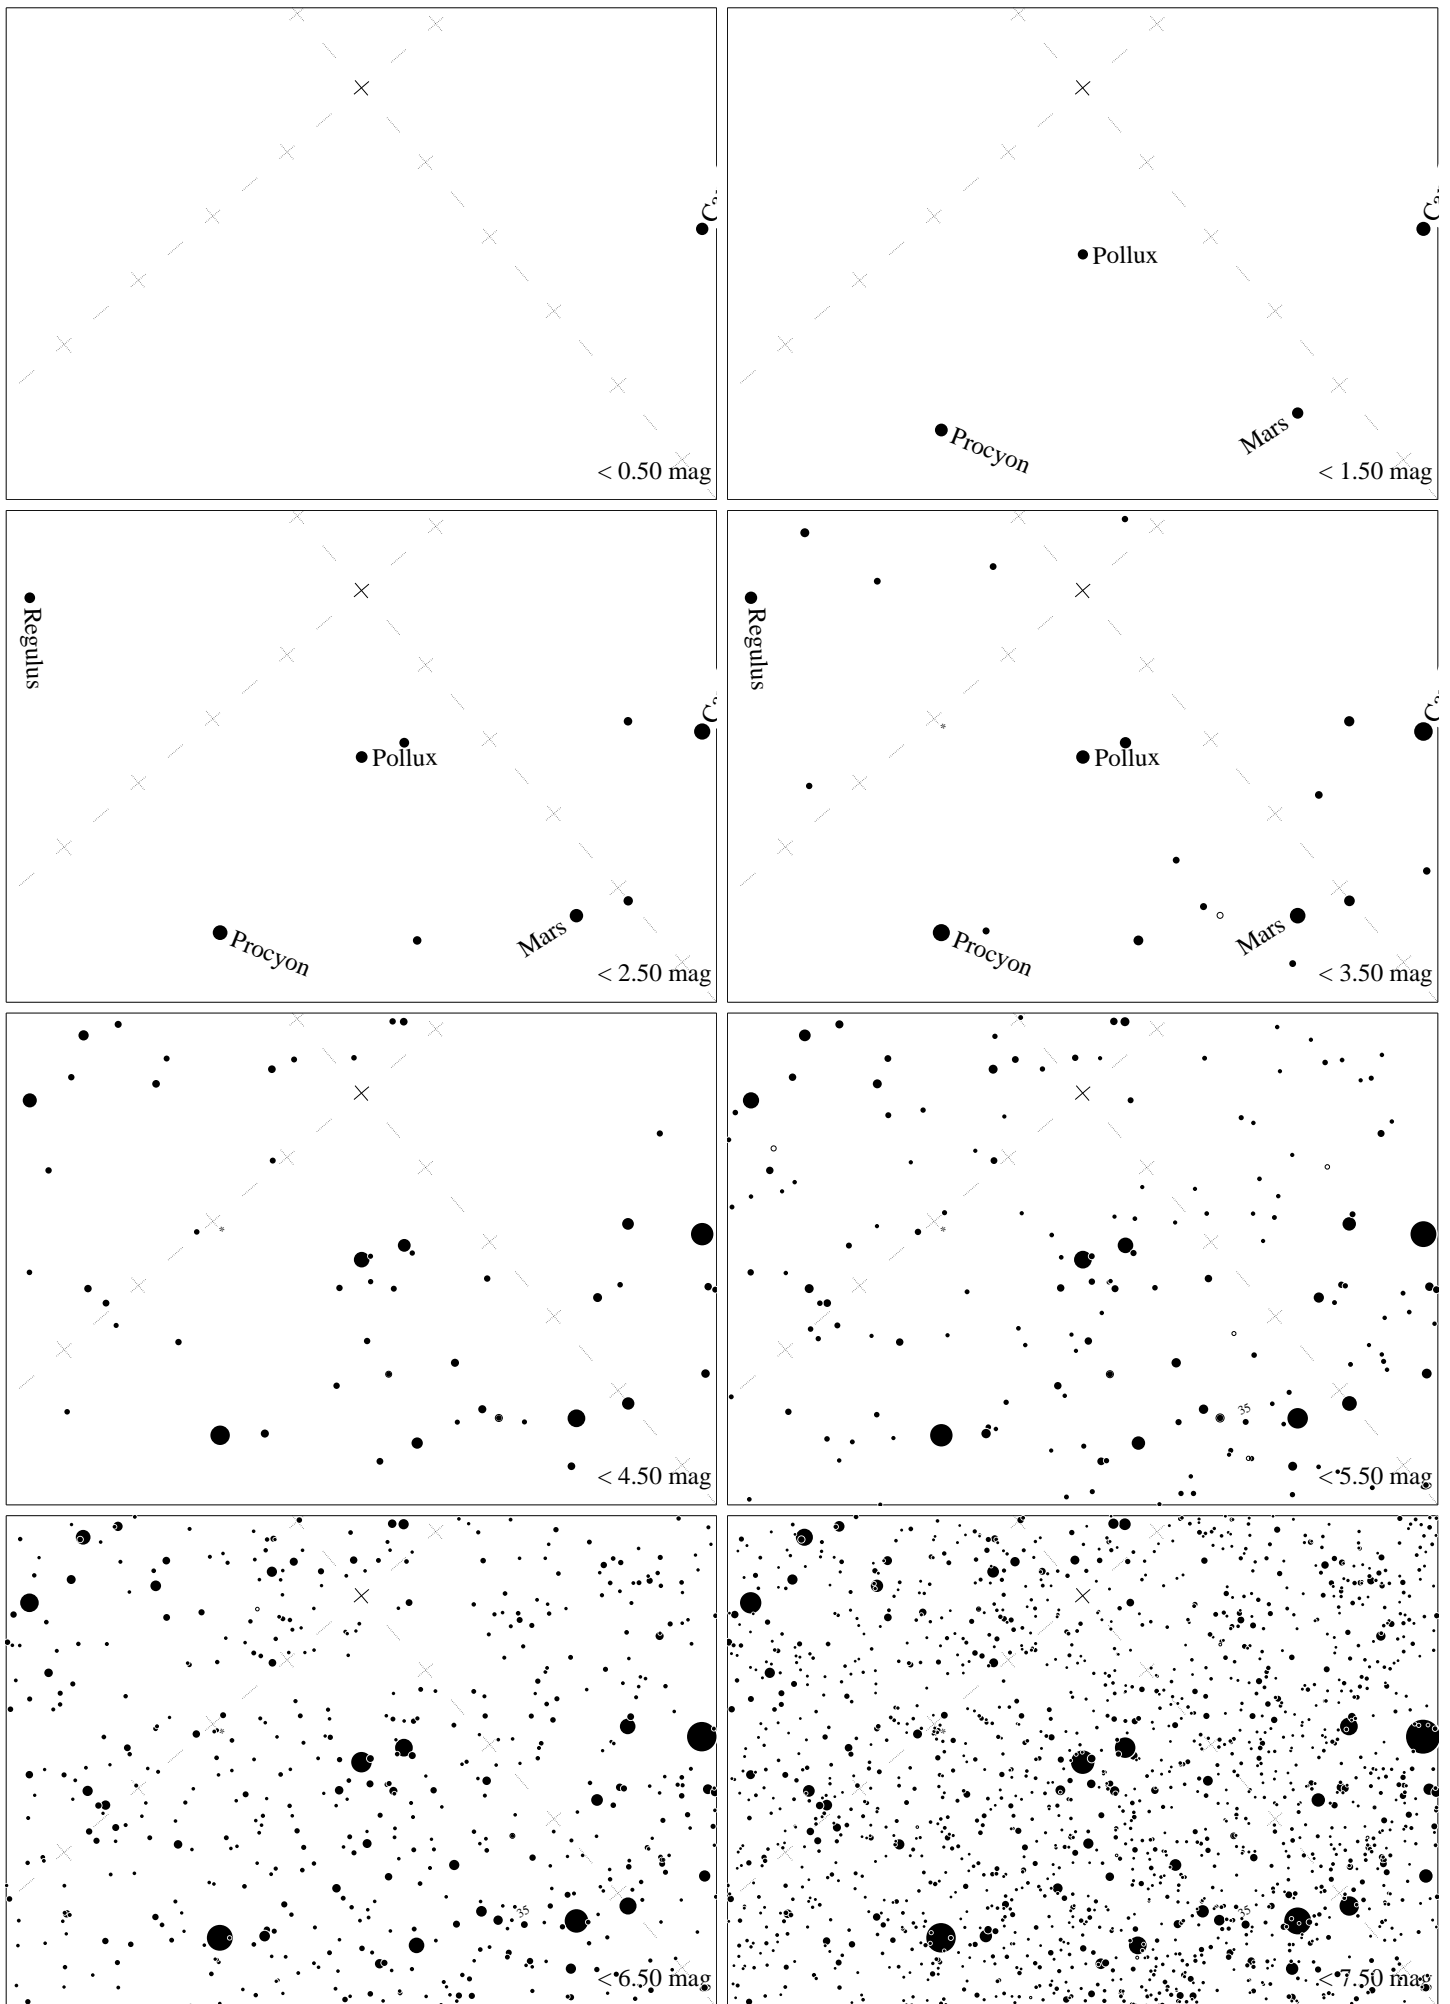 < 0.50 mag
Pollux
Procyon
Mars
< 1.50 mag
Regulus
Pollux
Procyon
Mars
< 2.50 mag
Regulus
Pollux
Procyon
Mars
< 3.50 mag
< 4.50 mag
35
< 5.50 mag
35
< 6.50 mag
35
< 7.50 mag